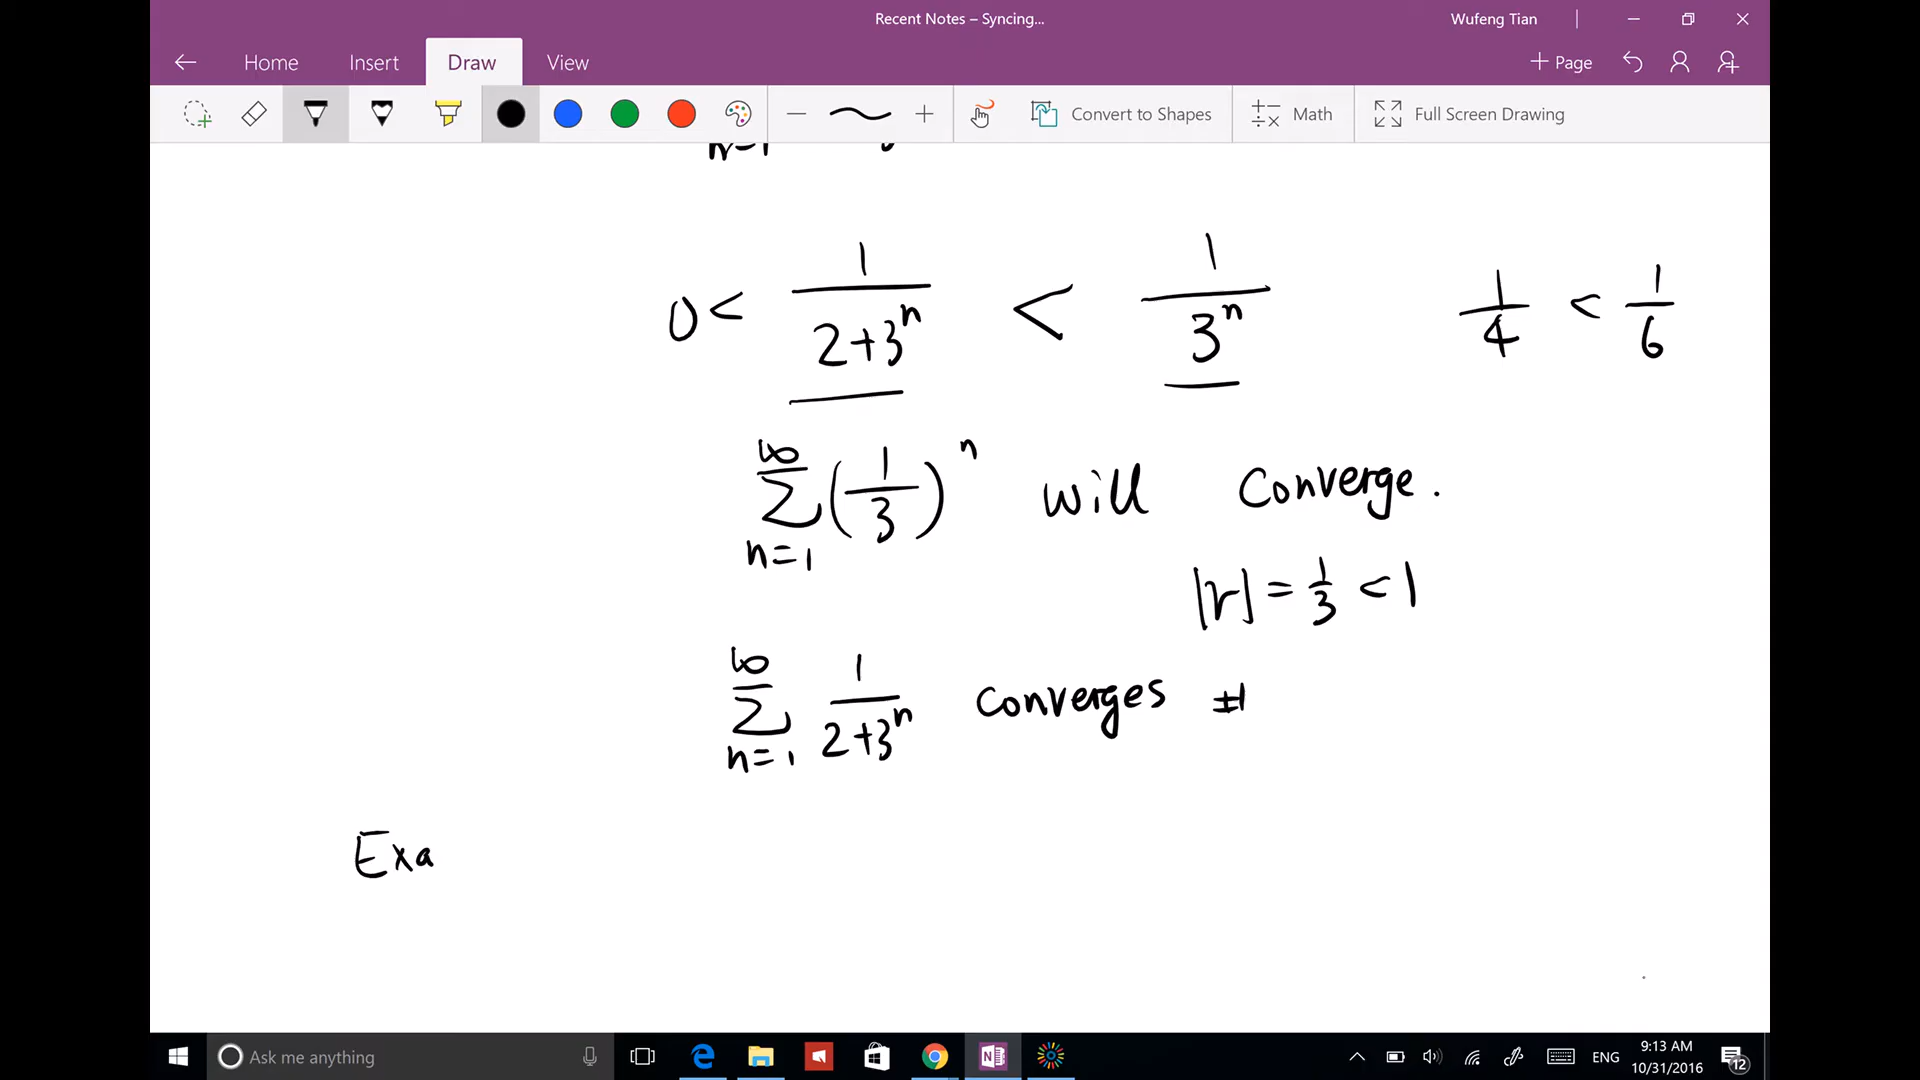 Recent Notes – Syncing...
Wufeng Tian
Home Insert Draw View
Page
Convert to Shapes
Math
Full Screen Drawing
n=1
0 < 1/(2+3^n) < 1/3^n
1/4 < 1/6
∞ Σ n=1 (1/3)^n will converge.
|r| = 1/3 < 1
∞ Σ n=1 1/(2+3^n) converges #
Exa
Ask me anything
ENG
9:13 AM
10/31/2016
12